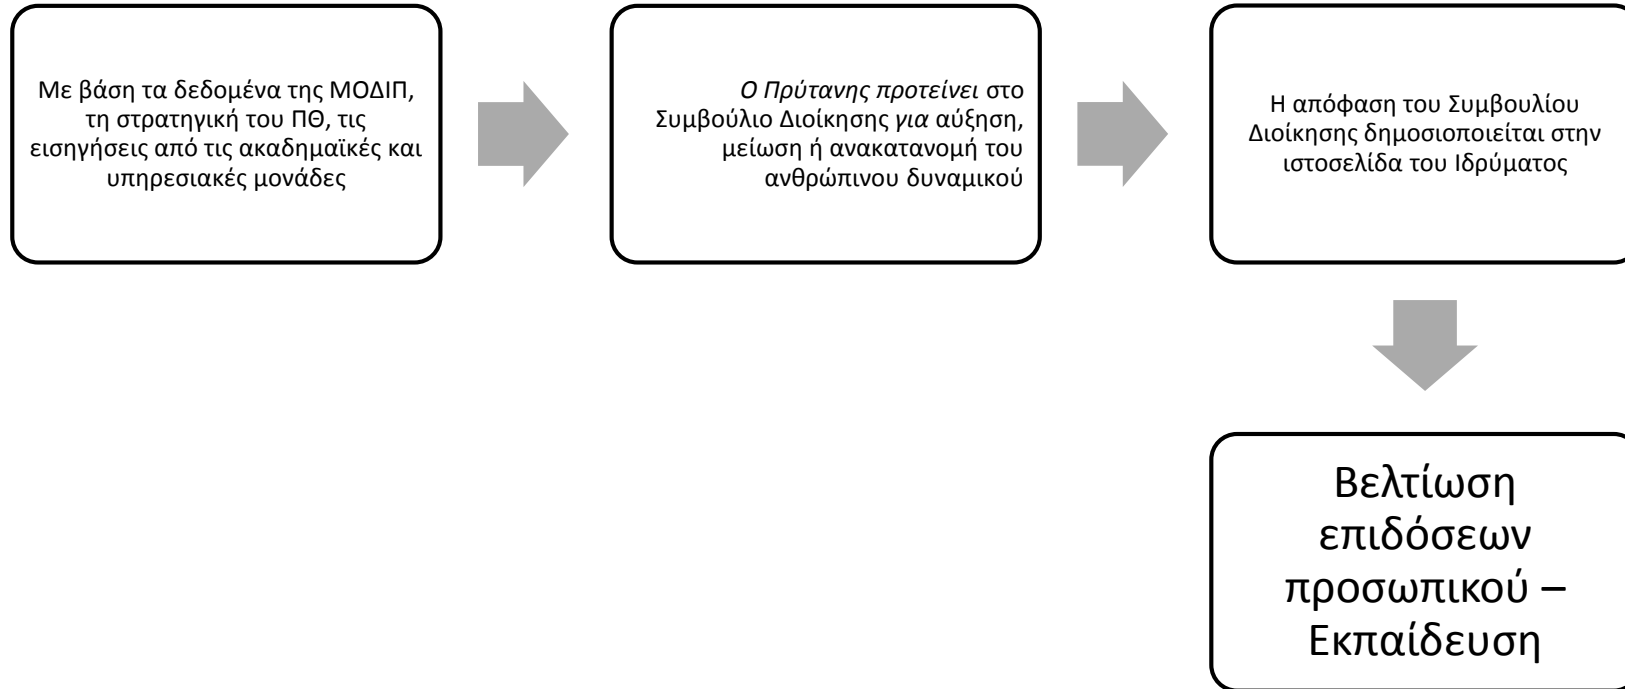 Με βάση τα δεδομένα της ΜΟΔΙΠ,
τη στρατηγική του ΠΘ, τις
εισηγήσεις από τις ακαδημαϊκές και
υπηρεσιακές μονάδες
Ο Πρύτανης προτείνει στο
Συμβούλιο Διοίκησης για αύξηση,
μείωση ή ανακατανομή του
ανθρώπινου δυναμικού
Η απόφαση του Συμβουλίου
Διοίκησης δημοσιοποιείται στην
ιστοσελίδα του Ιδρύματος
Βελτίωση
επιδόσεων
προσωπικού –
Εκπαίδευση